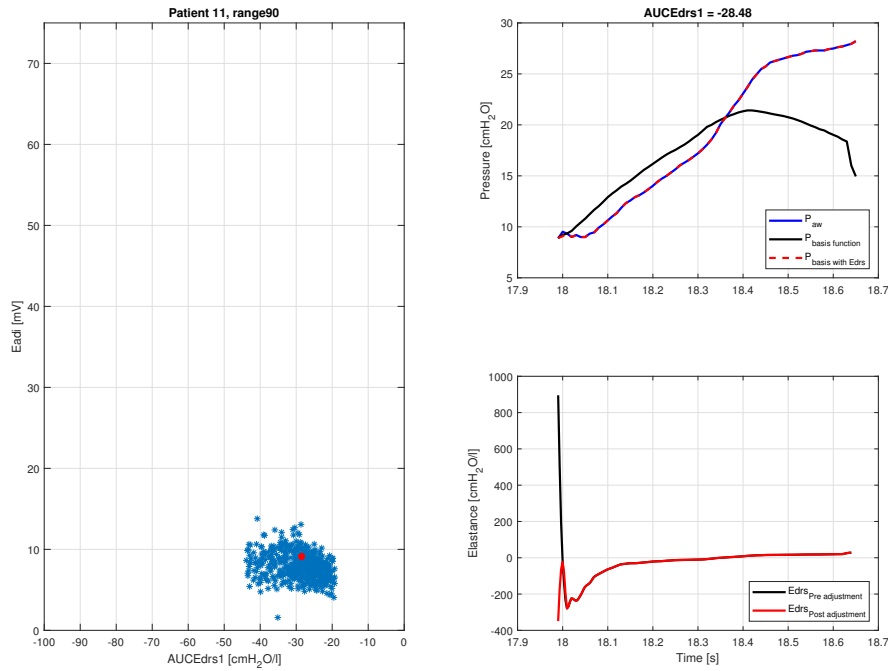 Patient 11, range90
70
60
50
40
30
20
10
0
Eadi [mV]
-100 -90 -80 -70 -60 -50 -40 -30 -20 -10 0
AUCEdrs1 [cmH2O/l]
AUCEdrs1 = -28.48
30
25
20
15
10
5
Pressure [cmH2O]
17.9 18 18.1 18.2 18.3 18.4 18.5 18.6 18.7
Paw
Pbasis function
Pbasis with Edrs
1000
800
600
400
200
0
-200
-400
Elastance [cmH2O/l]
17.9 18 18.1 18.2 18.3 18.4 18.5 18.6 18.7
Time [s]
EdrsPre adjustment
EdrsPost adjustment